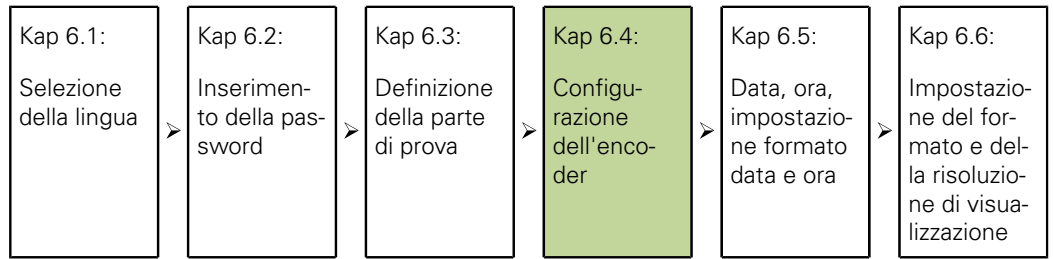 Kap 6.1:
Selezione
della lingua
Kap 6.2:
Inserimen-
to della pas-
sword
Kap 6.3:
Definizione
della parte
di prova
Kap 6.4:
Configu-
razione
dell'enco-
der
Kap 6.5:
Data, ora,
impostazio-
ne formato
data e ora
Kap 6.6:
Impostazio-
ne del for-
mato e del-
la risoluzio-
ne di visua-
lizzazione